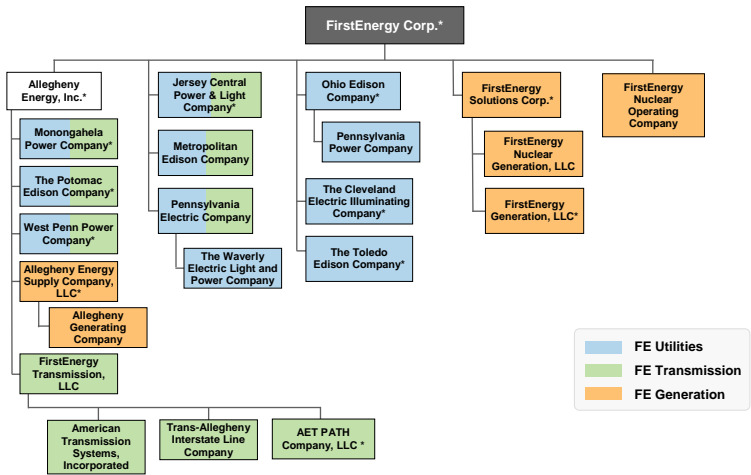 FirstEnergy Corp.*
Allegheny
Energy, Inc.*
Monongahela
Power Company*
The Potomac
Edison Company*
West Penn Power
Company*
Allegheny Energy
Supply Company,
LLC*
Allegheny
Generating
Company
FirstEnergy
Transmission,
LLC
American
Transmission
Systems,
Incorporated
Trans-Allegheny
Interstate Line
Company
AET PATH
Company, LLC *
Jersey Central
Power & Light
Company*
Metropolitan
Edison Company
Pennsylvania
Electric Company
The Waverly
Electric Light and
Power Company
Ohio Edison
Company*
Pennsylvania
Power Company
The Cleveland
Electric Illuminating
Company*
The Toledo
Edison Company*
FirstEnergy
Solutions Corp.*
FirstEnergy
Nuclear
Generation, LLC
FirstEnergy
Generation, LLC*
FirstEnergy
Nuclear
Operating
Company
FE Utilities
FE Transmission
FE Generation